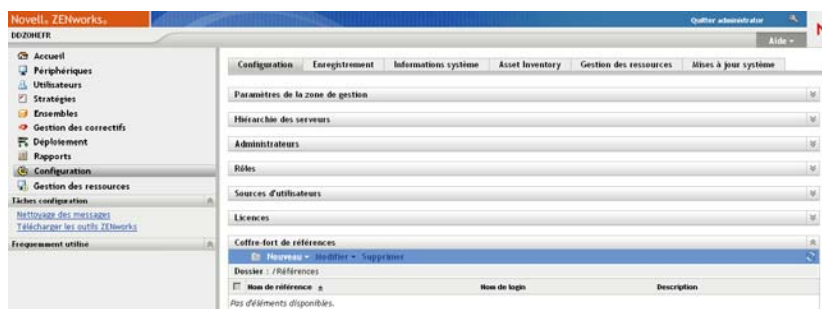 Novell® ZENworks®
Quitter administrator
DDZONEFR
Aide
Accueil
Périphériques
Utilisateurs
Stratégies
Ensembles
Gestion des correctifs
Déploiement
Rapports
Configuration
Gestion des ressources
Tâches configuration
Nettoyage des messages
Télécharger les outils ZENworks
Fréquemment utilisé
Configuration Enregistrement Informations système Asset Inventory Gestion des ressources Mises à jour système
Paramètres de la zone de gestion
Hiérarchie des serveurs
Administrateurs
Rôles
Sources d'utilisateurs
Licences
Coffre-fort de références
Nouveau Modifier Supprimer
Dossier : /Références
Nom de référence Nom de login Description
Pas d'éléments disponibles.